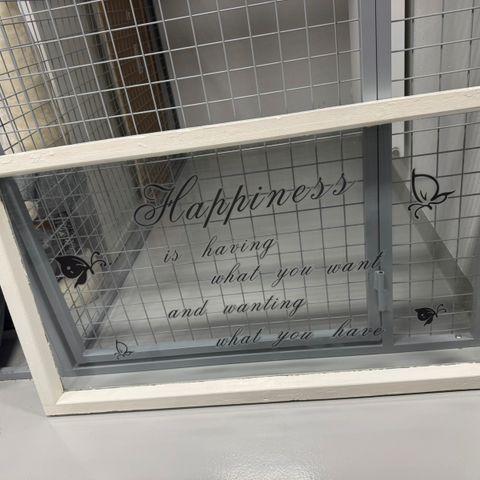 Happiness
is having
what you want
and wanting
what you have